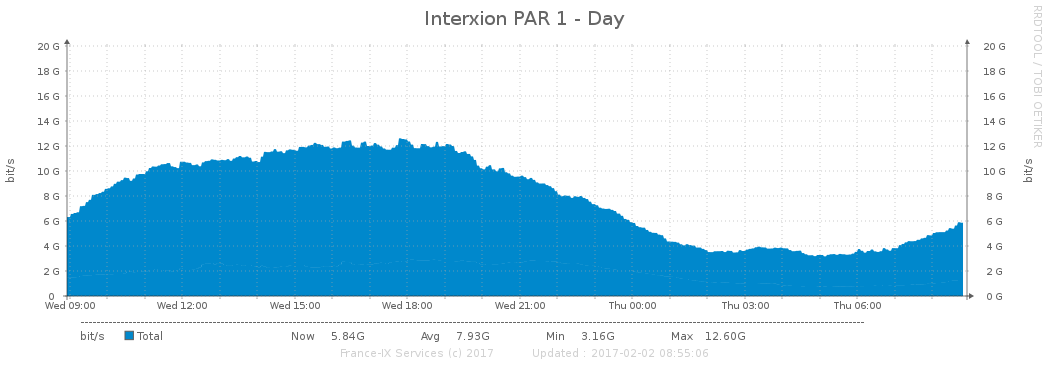 Interxion PAR 1 - Day
RRDTOOL / TOBI OETIKER
bit/s
20 G 20 G
18 G 18 G
16 G 16 G
14 G 14 G
12 G 12 G
10 G 10 G
8 G 8 G
6 G 6 G
4 G 4 G
2 G 2 G
0 0 G
bit/s
Wed 09:00 Wed 12:00 Wed 15:00 Wed 18:00 Wed 21:00 Thu 00:00 Thu 03:00 Thu 06:00
bit/s Total Now 5.84G Avg 7.93G Min 3.16G Max 12.60G
France-IX Services (c) 2017 Updated : 2017-02-02 08:55:06